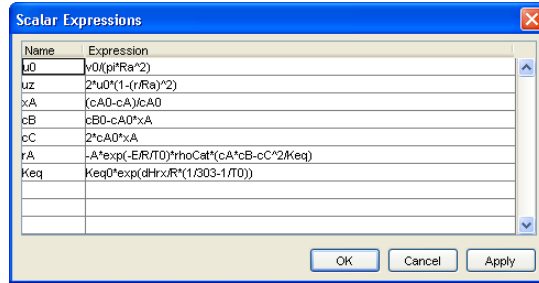 Scalar Expressions
Name Expression
u0 v0/(pi*Ra^2)
uz 2*u0*(1-(r/Ra)^2)
xA (cA0-cA)/cA0
cB cB0-cA0*xA
cC 2*cA0*xA
rA -A*exp(-E/R/T0)*rhoCat*(cA*cB-cC^2/Keq)
Keq Keq0*exp(dHrx/R*(1/303-1/T0))
OK Cancel Apply